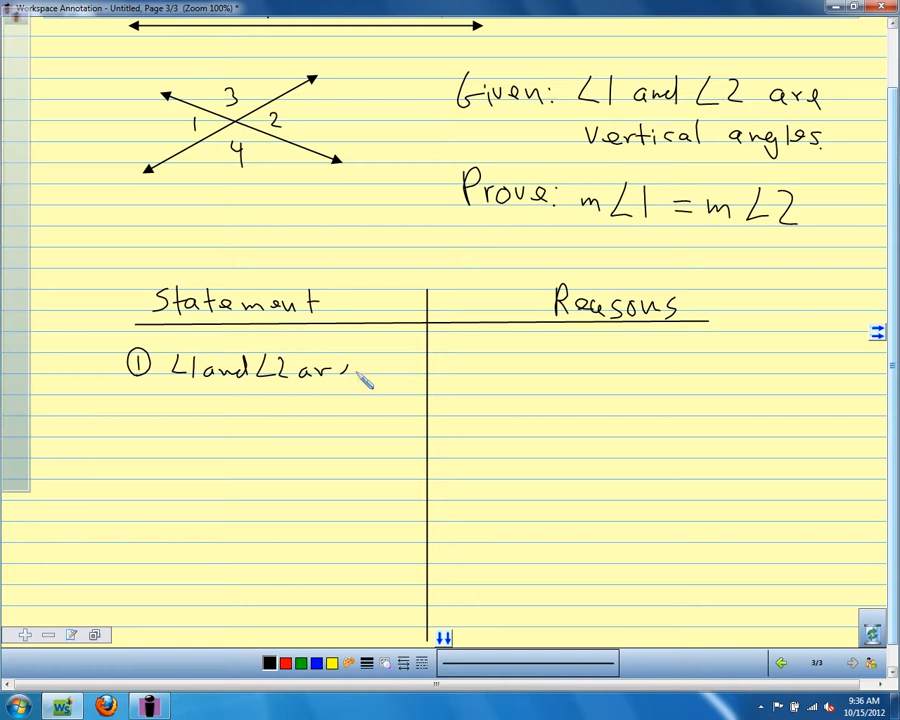 Workspace Annotation - Untitled, Page 3/3 (Zoom 100%) *
3
1
2
4
Given: ∠1 and ∠2 are
vertical angles.
Prove: m∠1 = m∠2
Statement
Reasons
① ∠1 and ∠2 ar
3/3
9:36 AM
10/15/2012